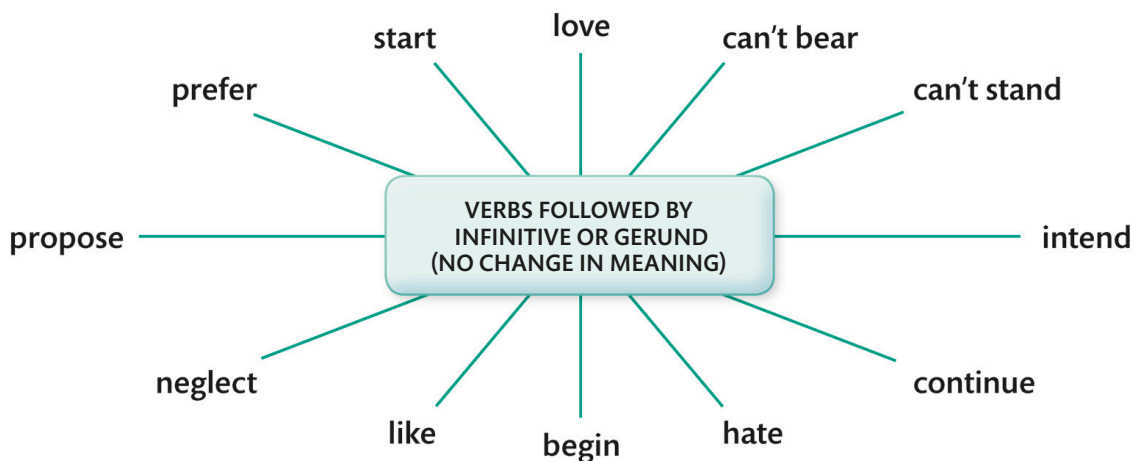 love
start
can't bear
prefer
can't stand
VERBS FOLLOWED BY
INFINITIVE OR GERUND
(NO CHANGE IN MEANING)
propose
intend
neglect
continue
like
begin
hate